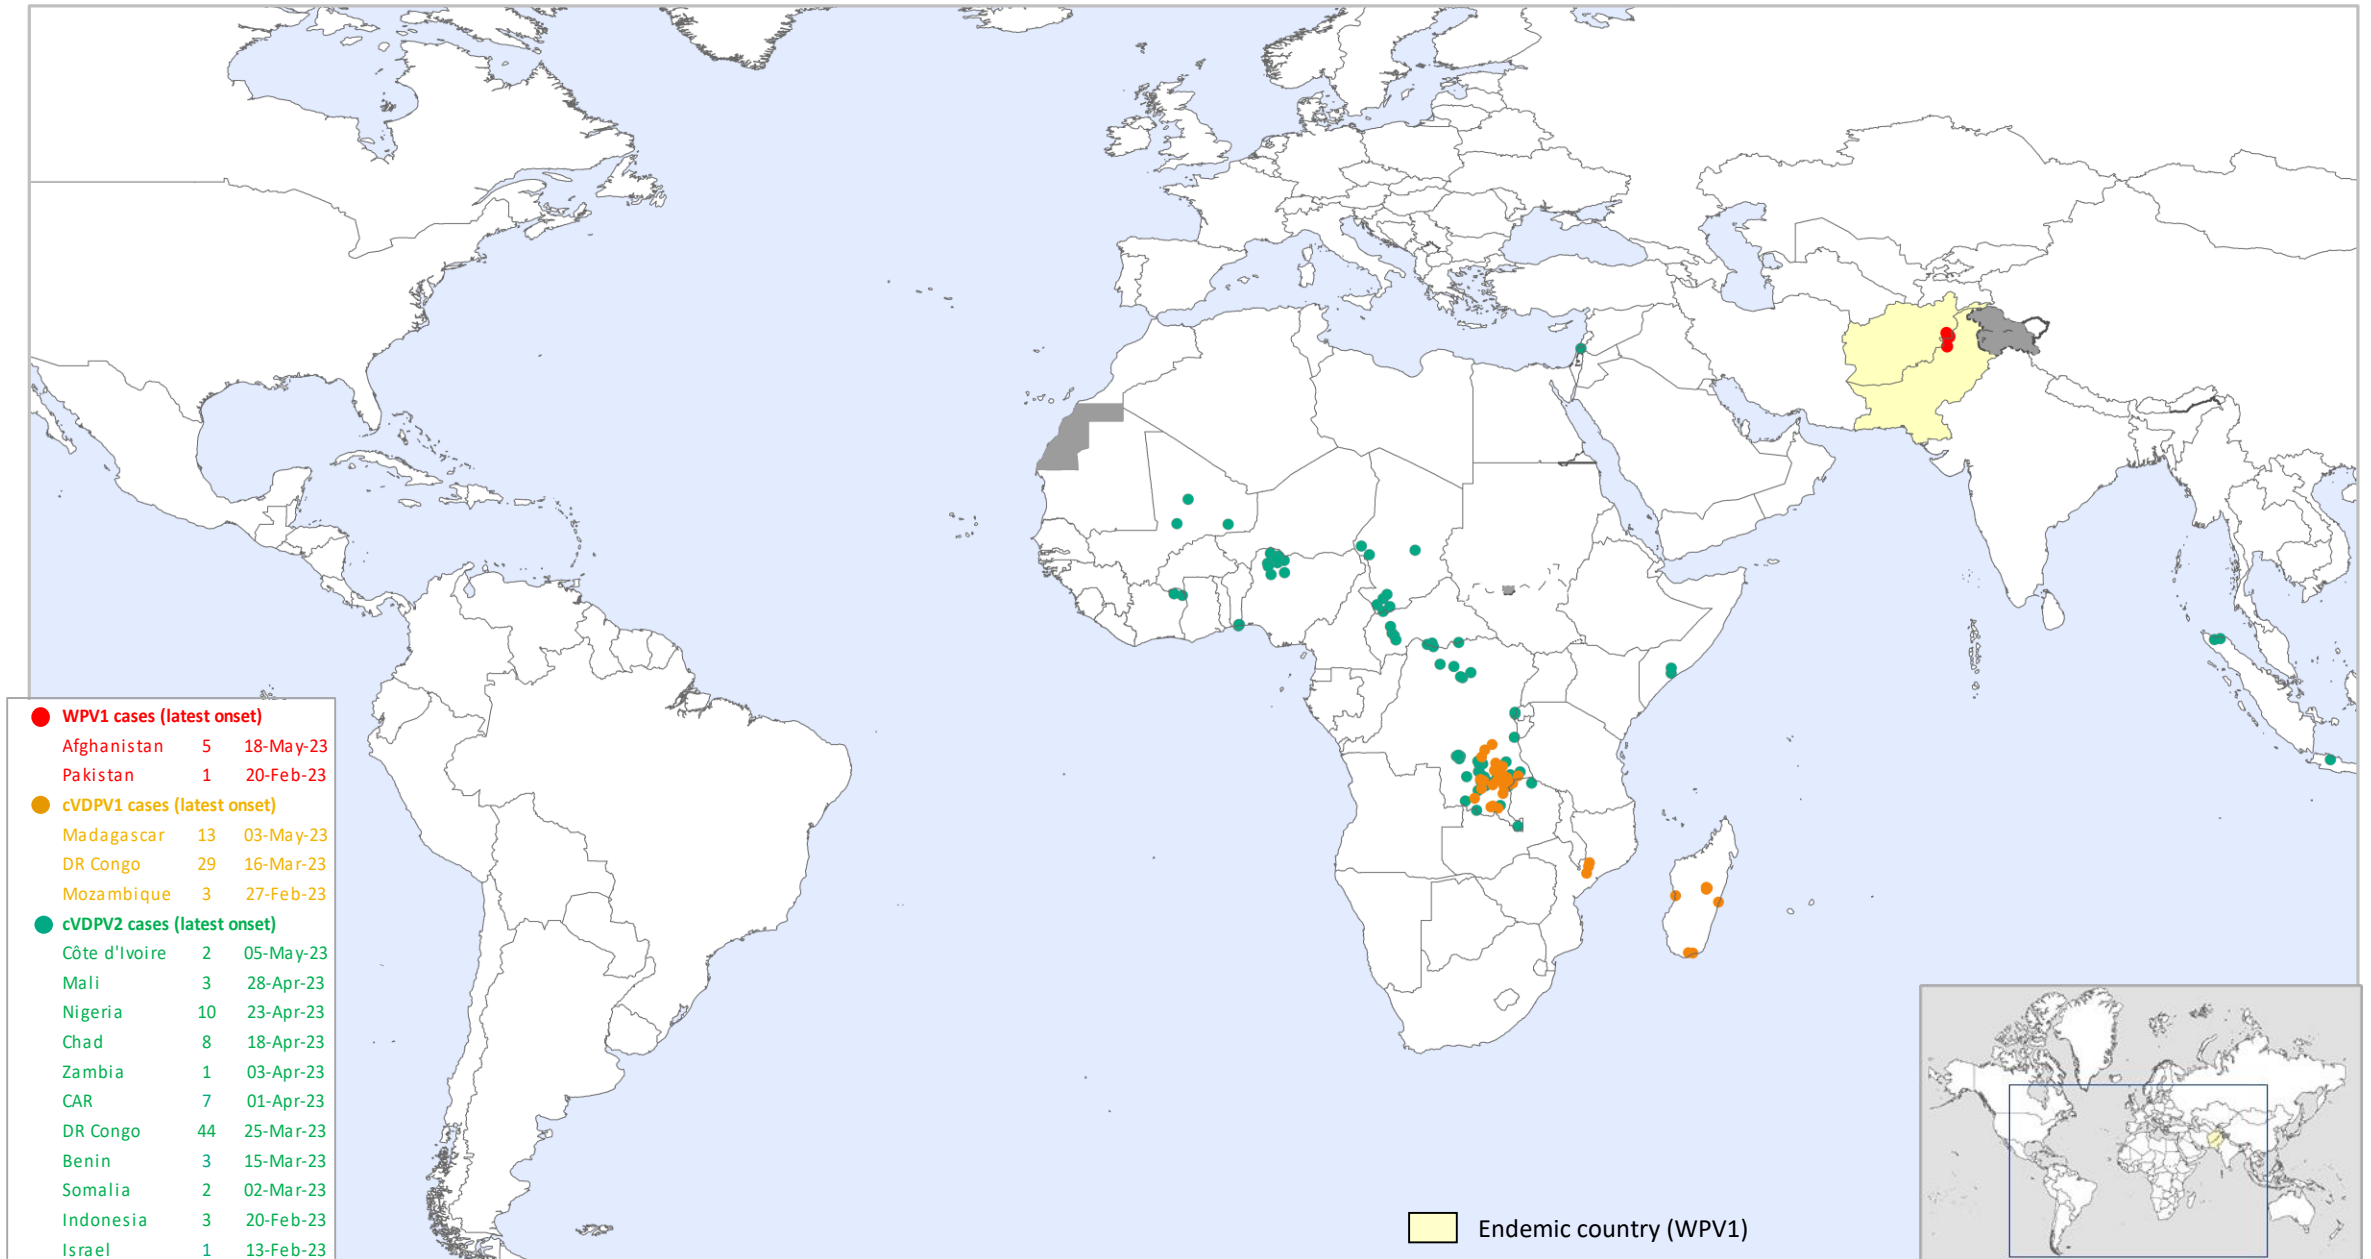 WPV1 cases (latest onset)
Afghanistan 5 18-May-23
Pakistan 1 20-Feb-23
cVDPV1 cases (latest onset)
Madagascar 13 03-May-23
DR Congo 29 16-Mar-23
Mozambique 3 27-Feb-23
cVDPV2 cases (latest onset)
Côte d'Ivoire 2 05-May-23
Mali 3 28-Apr-23
Nigeria 10 23-Apr-23
Chad 8 18-Apr-23
Zambia 1 03-Apr-23
CAR 7 01-Apr-23
DR Congo 44 25-Mar-23
Benin 3 15-Mar-23
Somalia 2 02-Mar-23
Indonesia 3 20-Feb-23
Israel 1 13-Feb-23
Endemic country (WPV1)